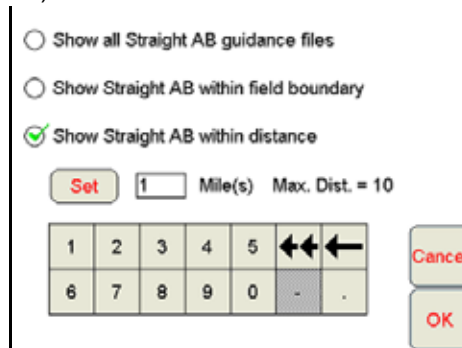 Show all Straight AB guidance files
Show Straight AB within field boundary
Show Straight AB within distance
Set 1 Mile(s) Max. Dist. = 10
1 2 3 4 5
6 7 8 9 0 - .
Cance
OK